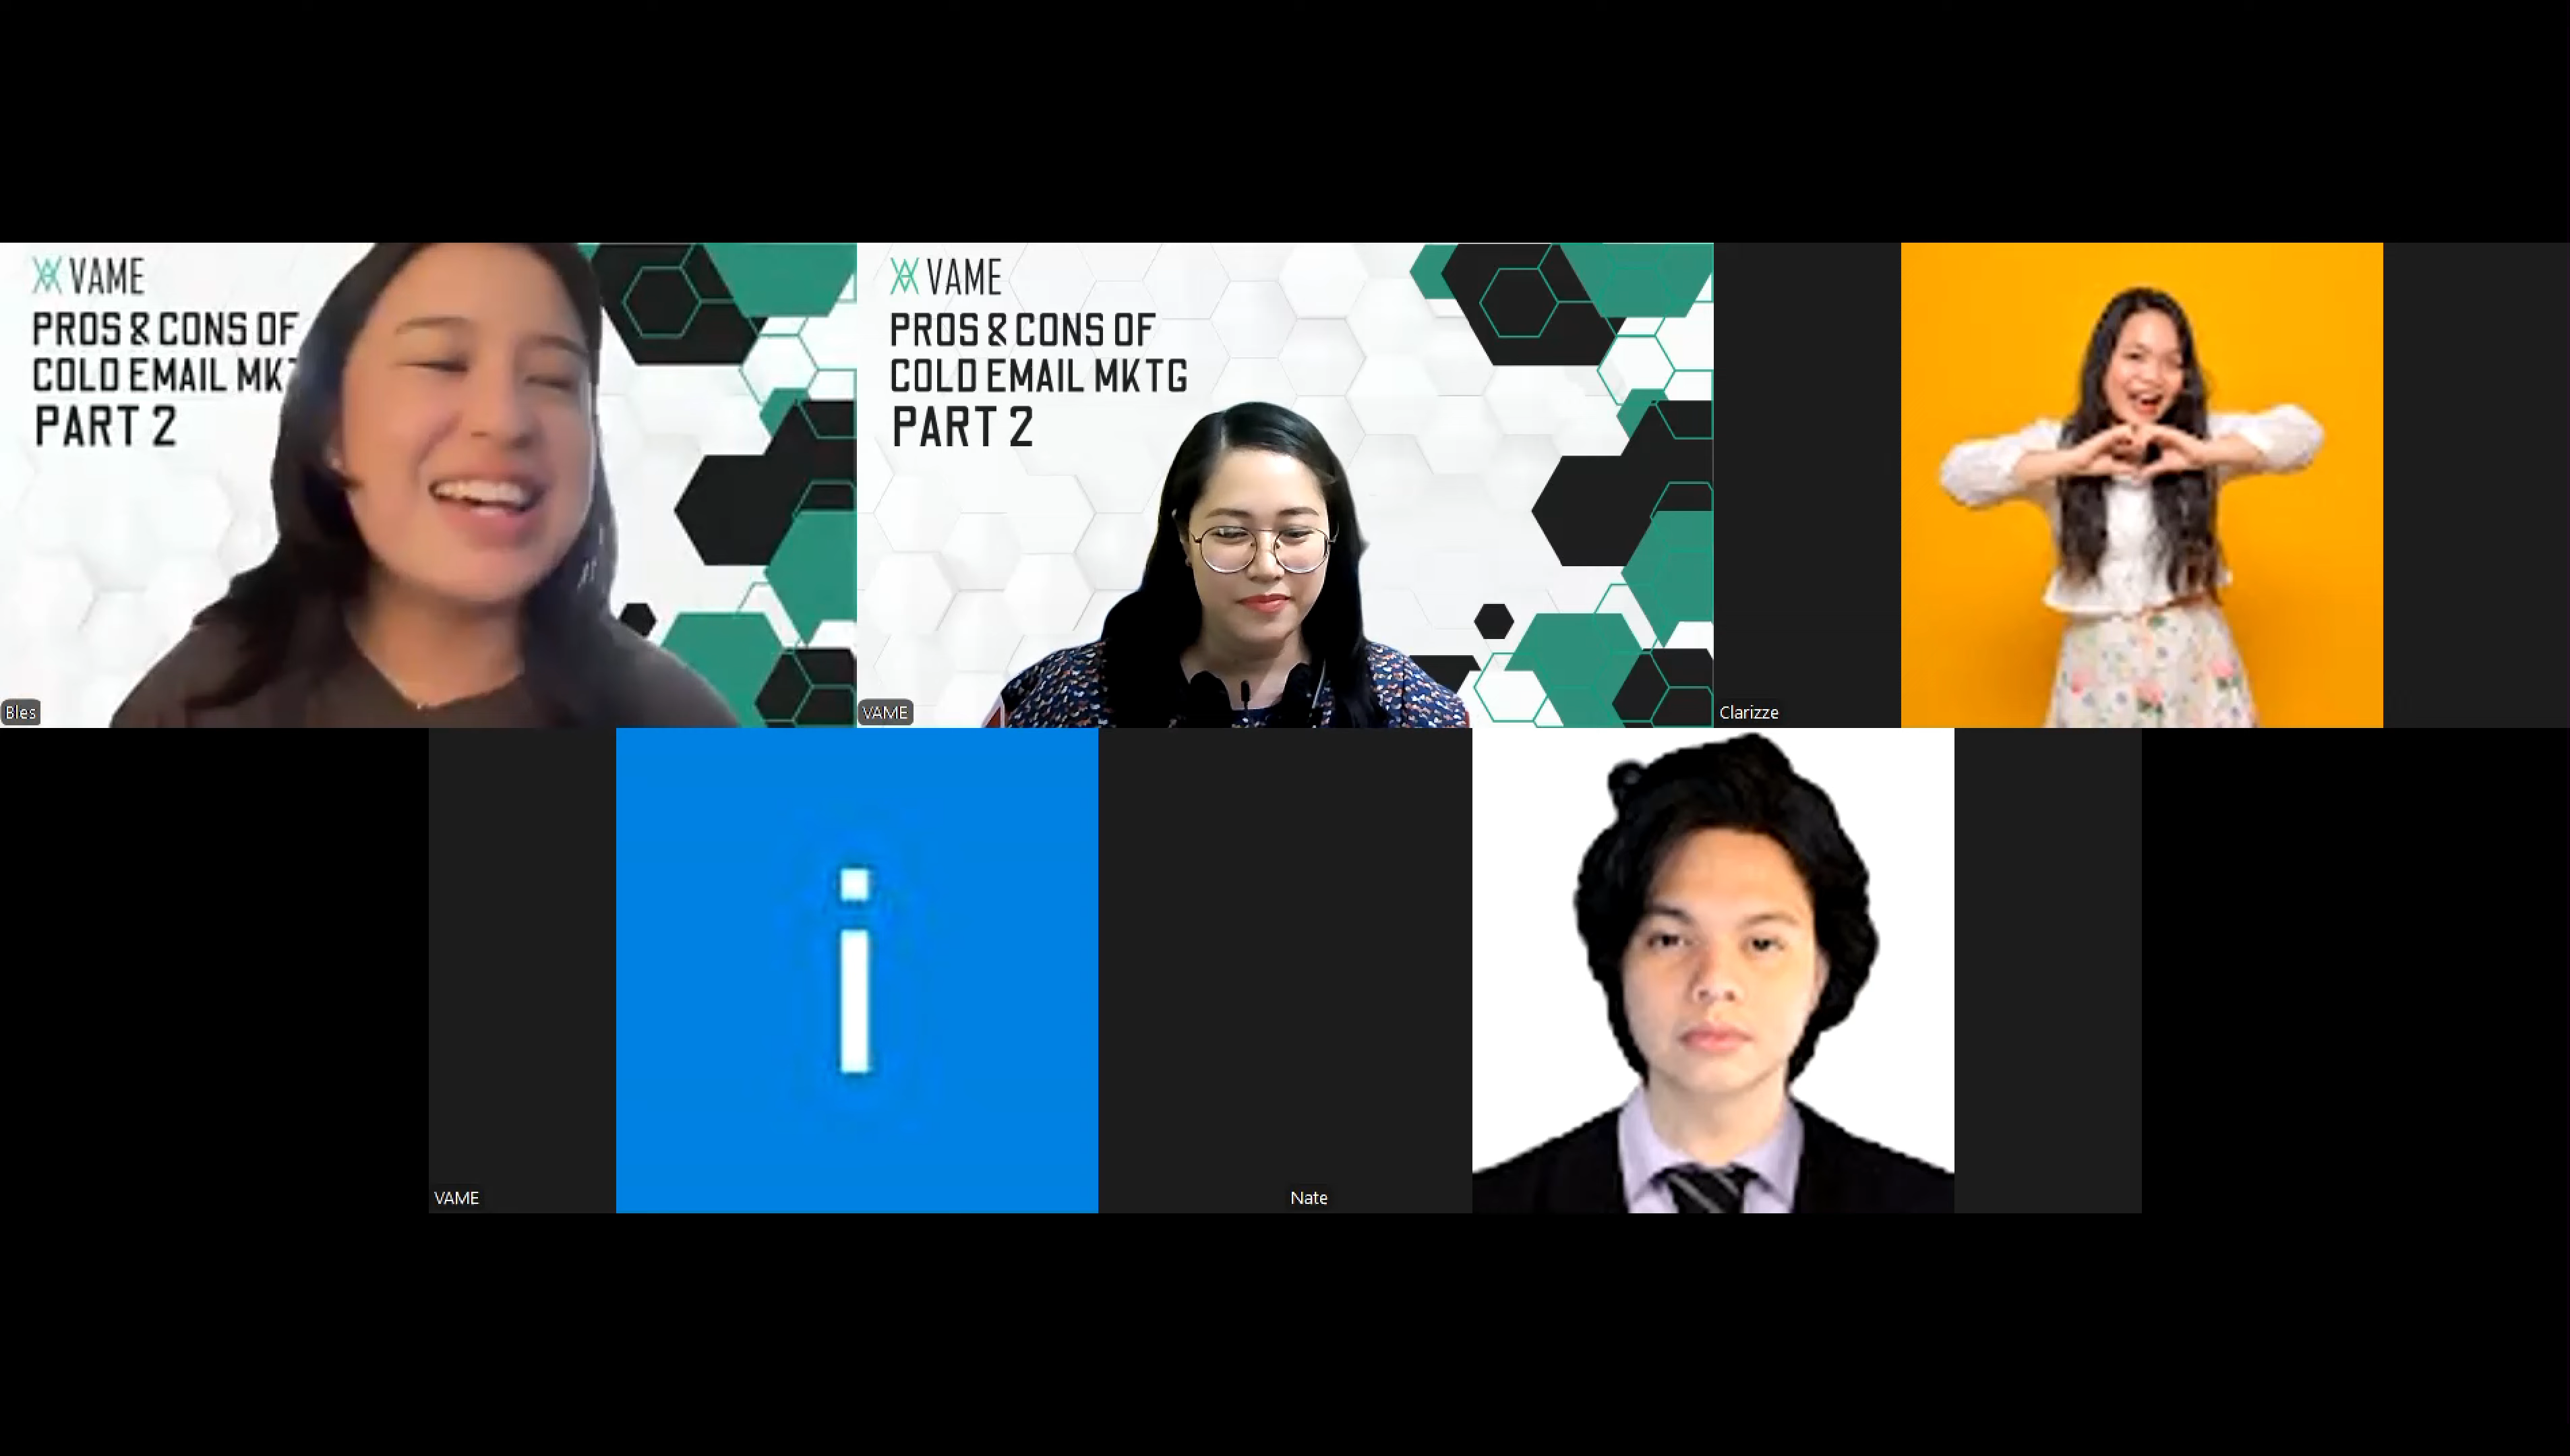 VAME
PROS & CONS OF
COLD EMAIL MKT
PART 2
Bles
VAME
PROS & CONS OF
COLD EMAIL MKTG
PART 2
VAME
Clarizze
i
VAME
Nate